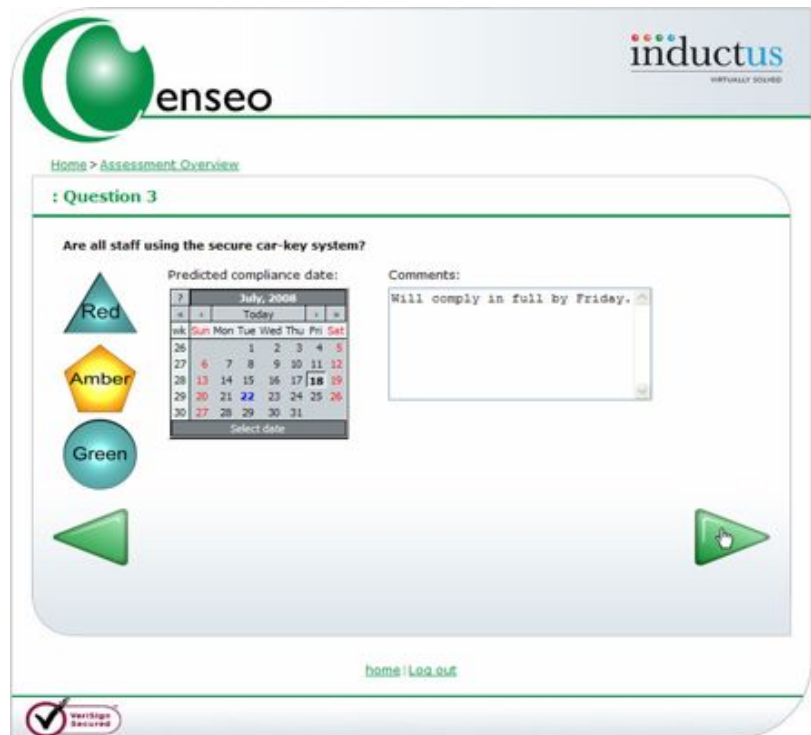 enseo
inductus
VIRTUALLY SOLVED
Home > Assessment Overview
: Question 3
Are all staff using the secure car-key system?
Predicted compliance date:
Comments:
Red
Amber
Green
? July, 2008
« ‹ Today › »
wk Sun Mon Tue Wed Thu Fri Sat
26 1 2 3 4 5
27 6 7 8 9 10 11 12
28 13 14 15 16 17 18 19
29 20 21 22 23 24 25 26
30 27 28 29 30 31
Select date
Will comply in full by Friday.
home | Log out
VeriSign
Secured